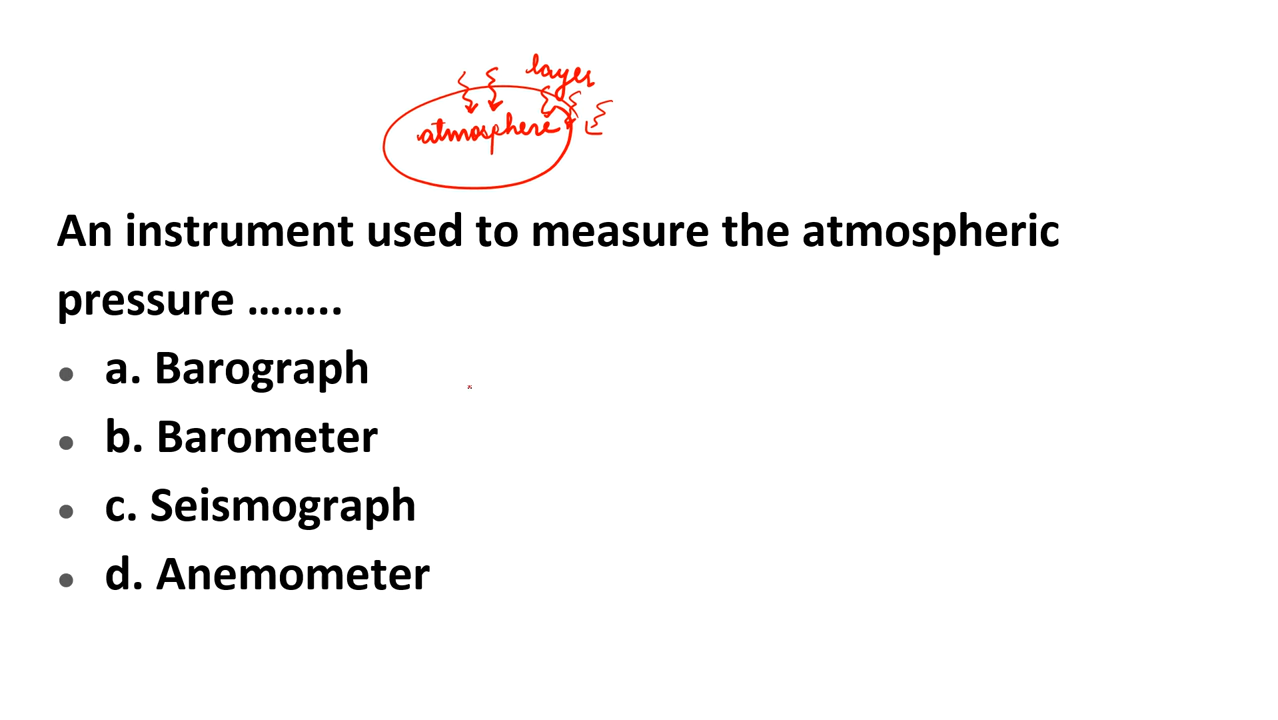 layer
atmosphere
An instrument used to measure the atmospheric
pressure ........
• a. Barograph
• b. Barometer
• c. Seismograph
• d. Anemometer